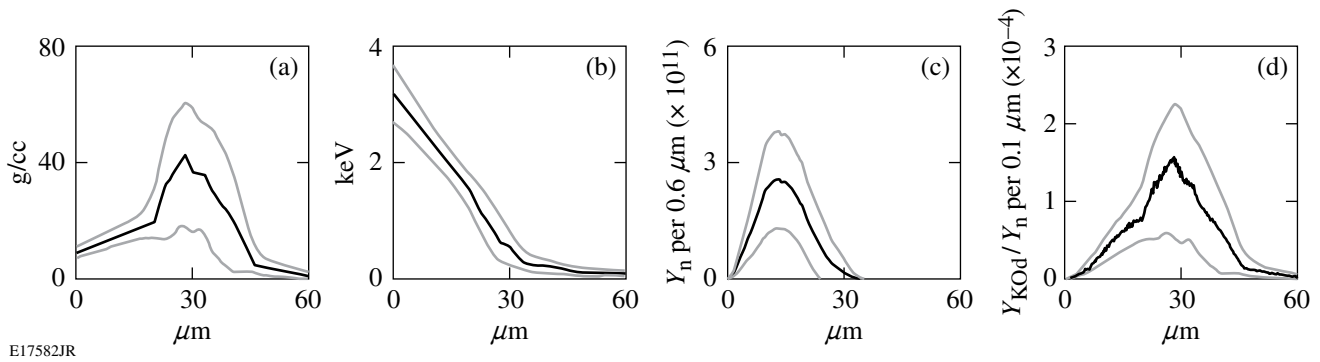 80
40
0
g/cc
(a)
0
30
60
μm
4
2
0
keV
(b)
0
30
60
μm
6
3
0
Yn per 0.6 μm (× 10¹¹)
(c)
0
30
60
μm
3
2
1
0
YKOd / Yn per 0.1 μm (×10⁻⁴)
(d)
0
30
60
μm
E17582JR